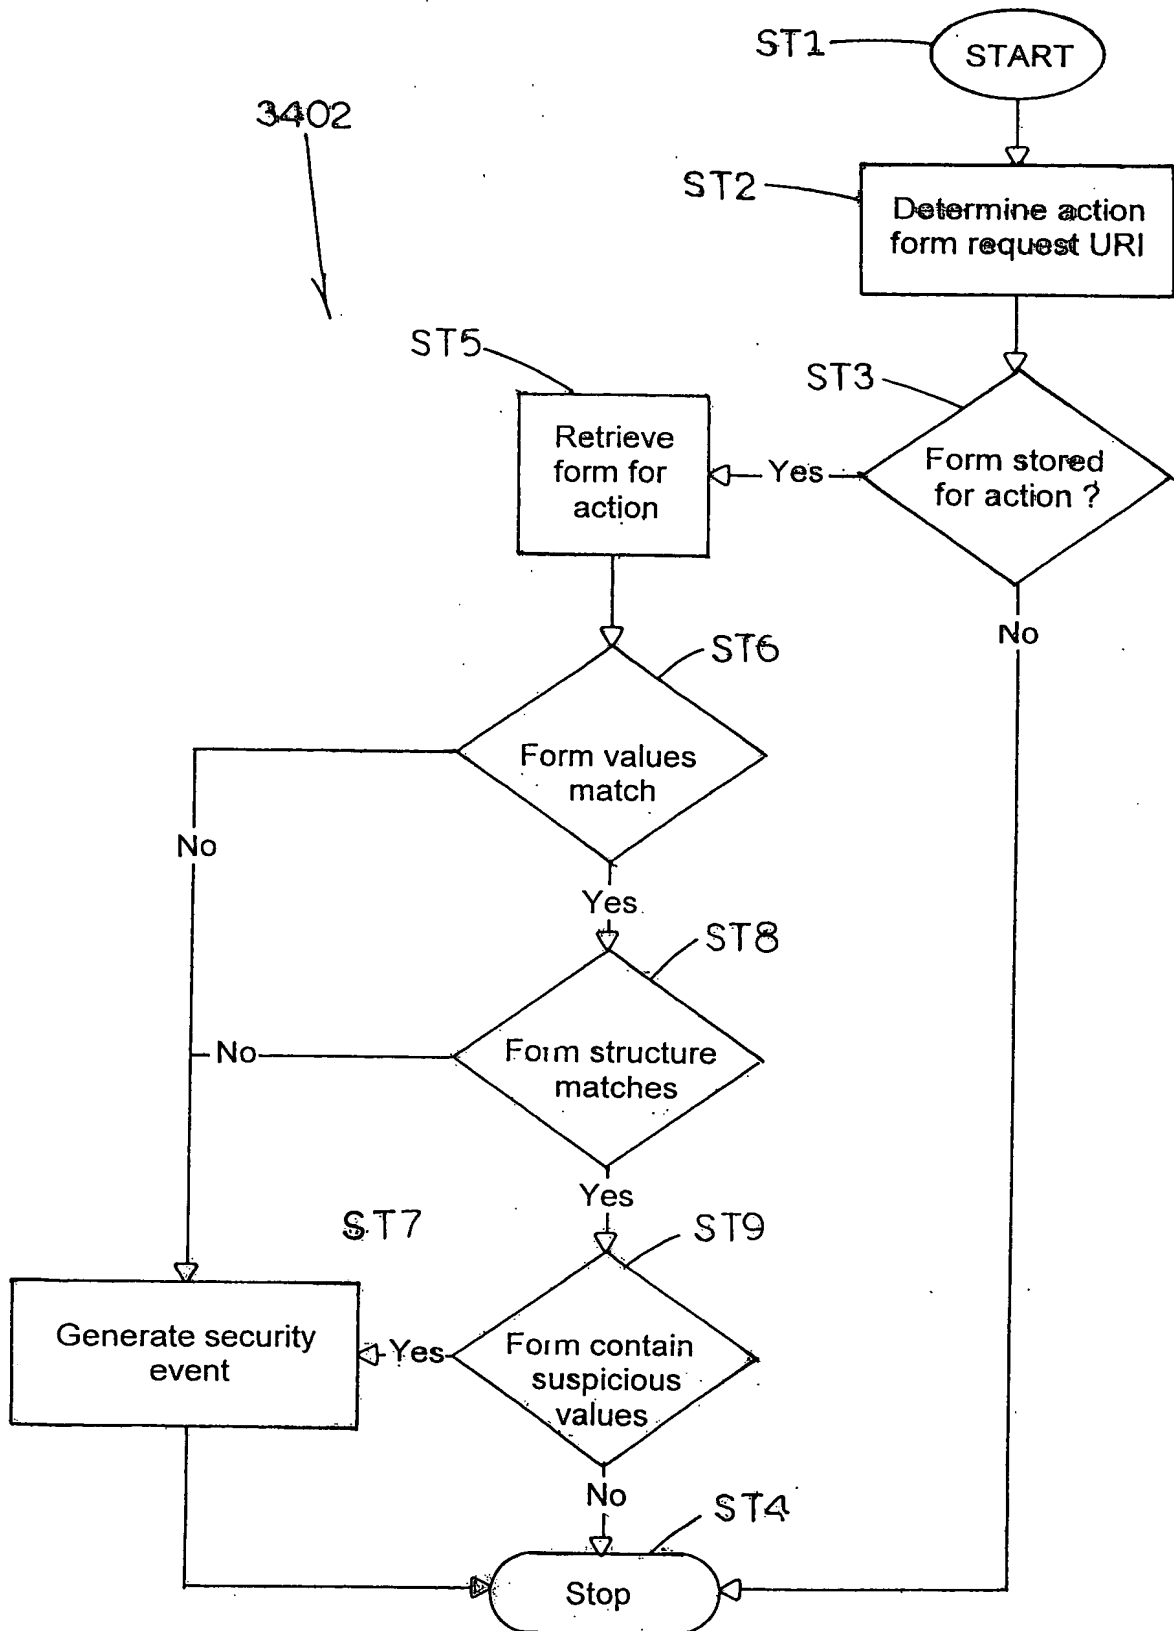 ST1
START
3402
ST2
Determine action
form request URI
ST5
ST3
Retrieve
form for
action
Yes
Form stored
for action ?
No
ST6
Form values
match
No
Yes
ST8
Form structure
matches
No
Yes
ST7
ST9
Generate security
event
Yes
Form contain
suspicious
values
No
ST4
Stop